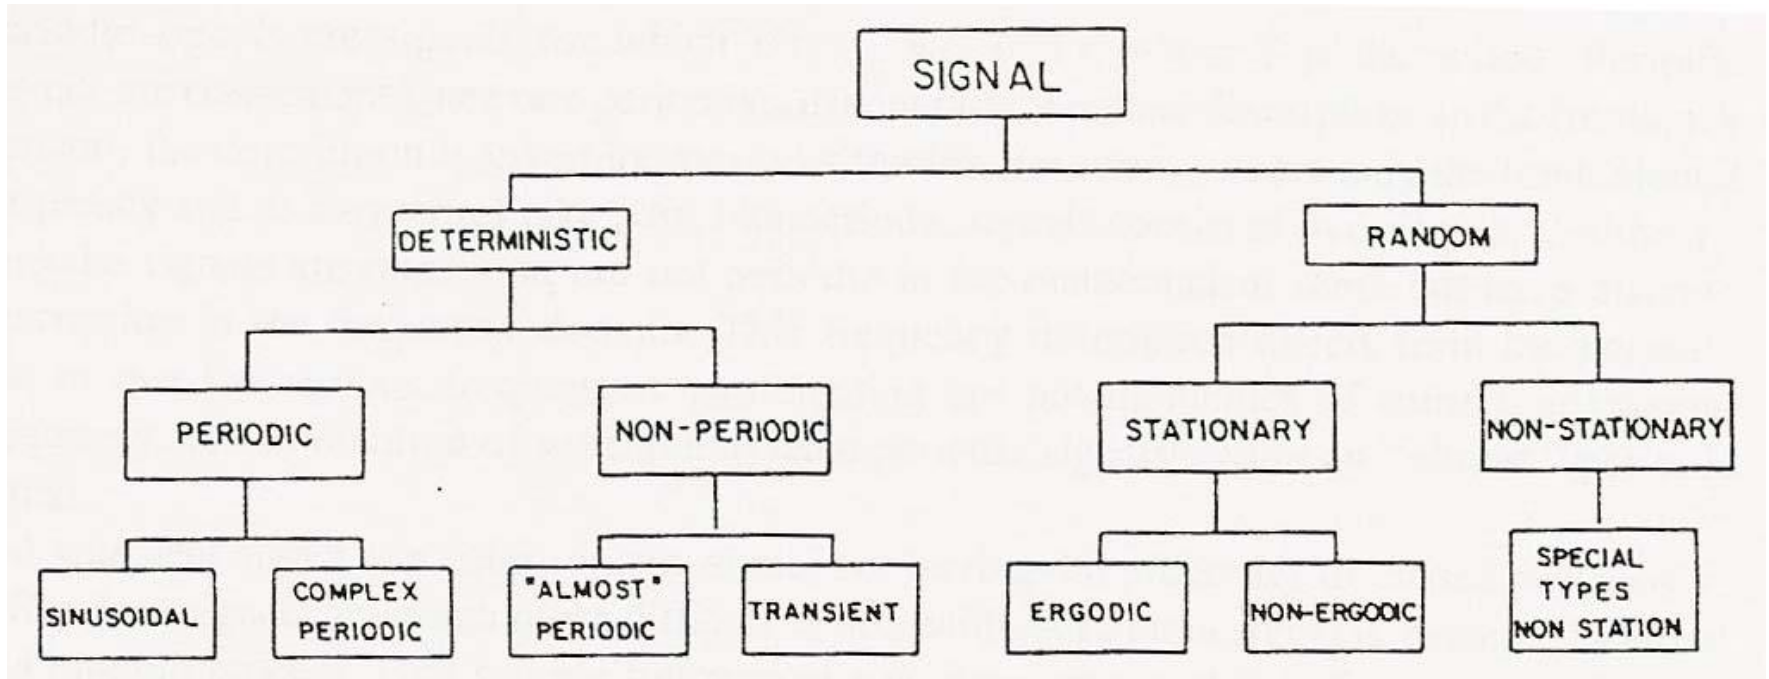 SIGNAL
DETERMINISTIC
RANDOM
PERIODIC
NON-PERIODIC
STATIONARY
NON-STATIONARY
SINUSOIDAL
COMPLEX
PERIODIC
"ALMOST"
PERIODIC
TRANSIENT
ERGODIC
NON-ERGODIC
SPECIAL
TYPES
NON STATION